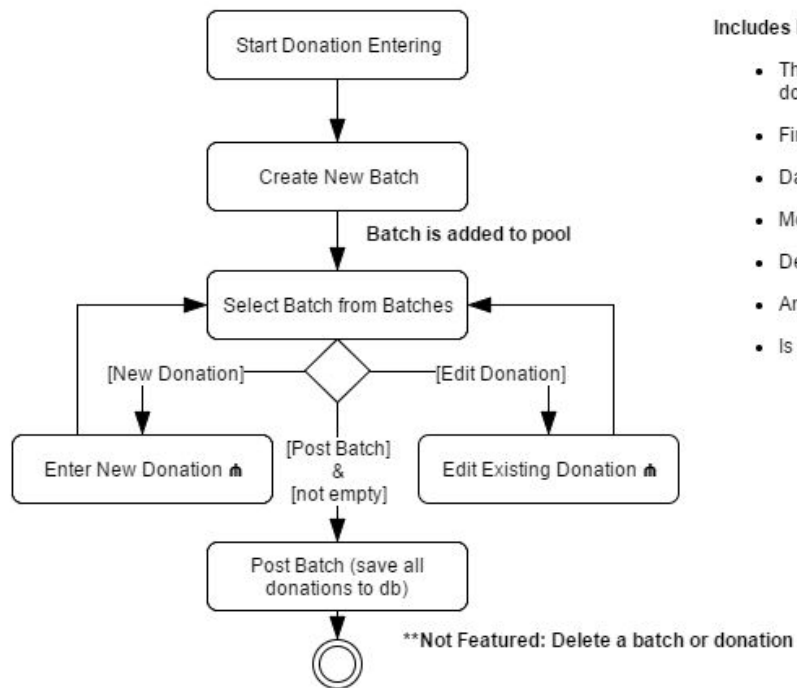 Start Donation Entering
Create New Batch
Batch is added to pool
Select Batch from Batches
[New Donation]
[Edit Donation]
[Post Batch]
&
[not empty]
Enter New Donation
Edit Existing Donation
Post Batch (save all
donations to db)
**Not Featured: Delete a batch or donation
Includes
•
•
•
•
•
•
• Is